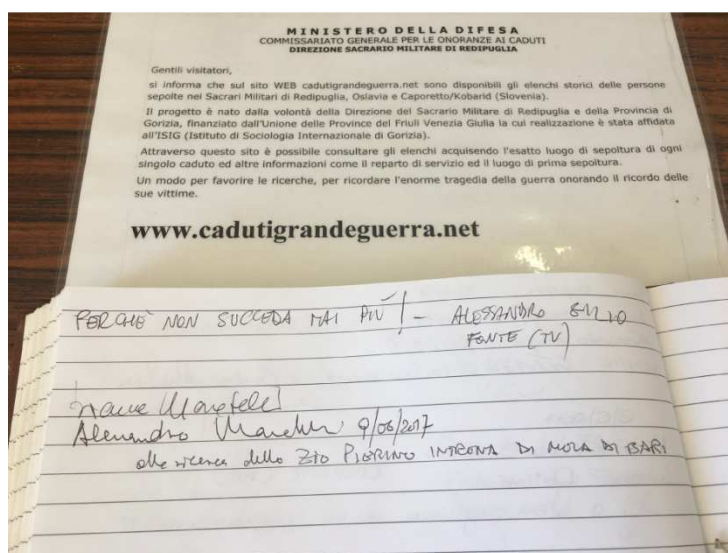 MINISTERO DELLA DIFESA
COMMISSARIATO GENERALE PER LE ONORANZE AI CADUTI
DIREZIONE SACRARIO MILITARE DI REDIPUGLIA
Gentili visitatori,
si informa che sul sito WEB cadutigrandeguerra.net sono disponibili gli elenchi storici delle persone
sepolte nei Sacrari Militari di Redipuglia, Oslavia e Caporetto/Kobarid (Slovenia).
Il progetto è nato dalla volontà della Direzione del Sacrario Militare di Redipuglia e della Provincia di
Gorizia, finanziato dall'Unione delle Province del Friuli Venezia Giulia la cui realizzazione è stata affidata
all'ISIG (Istituto di Sociologia Internazionale di Gorizia).
Attraverso questo sito è possibile consultare gli elenchi acquisendo l'esatto luogo di sepoltura di ogni
singolo caduto ed altre informazioni come il reparto di servizio ed il luogo di prima sepoltura.
Un modo per favorire le ricerche, per ricordare l'enorme tragedia della guerra onorando il ricordo delle
sue vittime.
www.cadutigrandeguerra.net
PERCHÈ NON SUCCEDA MAI PIÙ! - ALESSANDRO
FONTE (TV)
Alessandro 9/06/2017
alla ricerca dello ZIO PIERINO INTRONA DI MOLA DI BARI